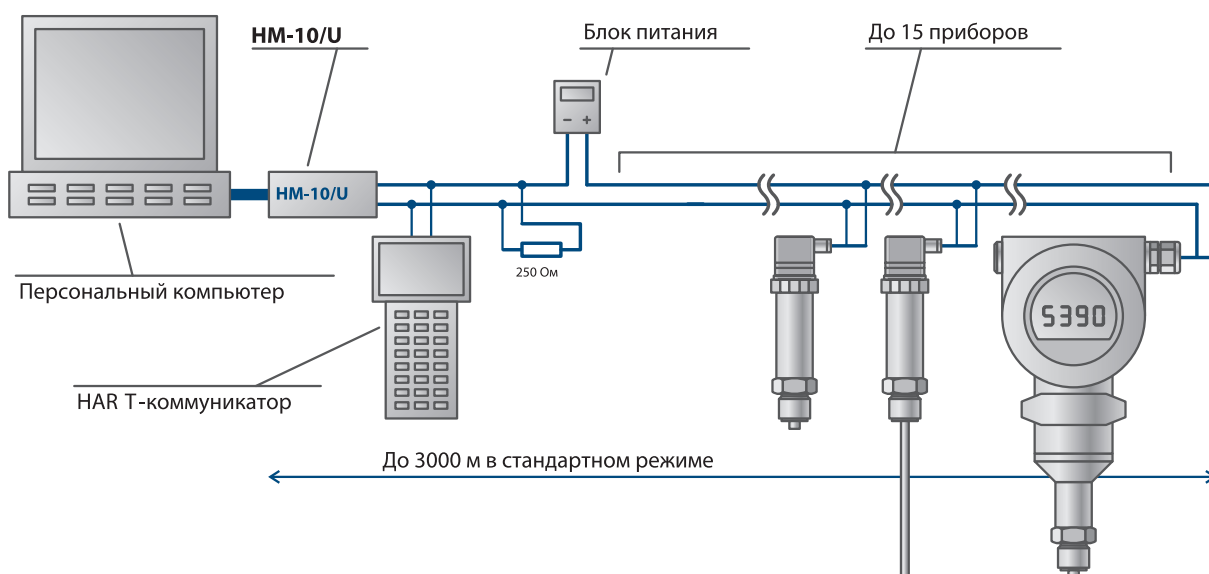 HM-10/U
Блок питания
До 15 приборов
HM-10/U
250 Ом
Персональный компьютер
5390
HAR T-коммуникатор
До 3000 м в стандартном режиме